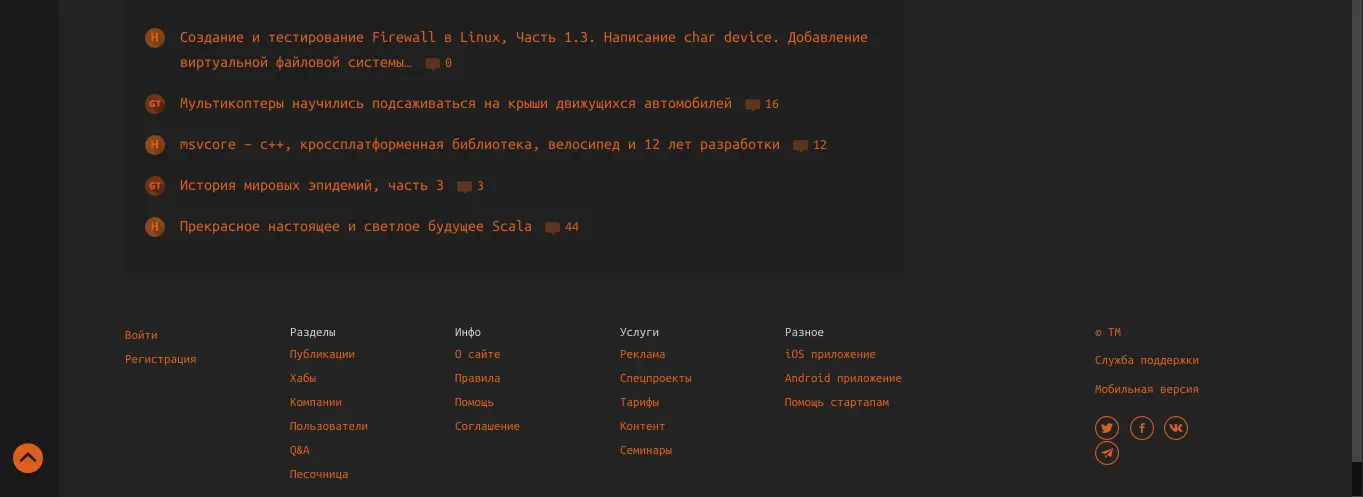 H Создание и тестирование Firewall в Linux, Часть 1.3. Написание char device. Добавление
виртуальной файловой системы… 0
GT Мультикоптеры научились подсаживаться на крыши движущихся автомобилей 16
H msvcore – c++, кроссплатформенная библиотека, велосипед и 12 лет разработки 12
GT История мировых эпидемий, часть 3 3
H Прекрасное настоящее и светлое будущее Scala 44
Войти
Регистрация
Разделы
Публикации
Хабы
Компании
Пользователи
Q&A
Песочница
Инфо
О сайте
Правила
Помощь
Соглашение
Услуги
Реклама
Спецпроекты
Тарифы
Контент
Семинары
Разное
iOS приложение
Android приложение
Помощь стартапам
© TM
Служба поддержки
Мобильная версия